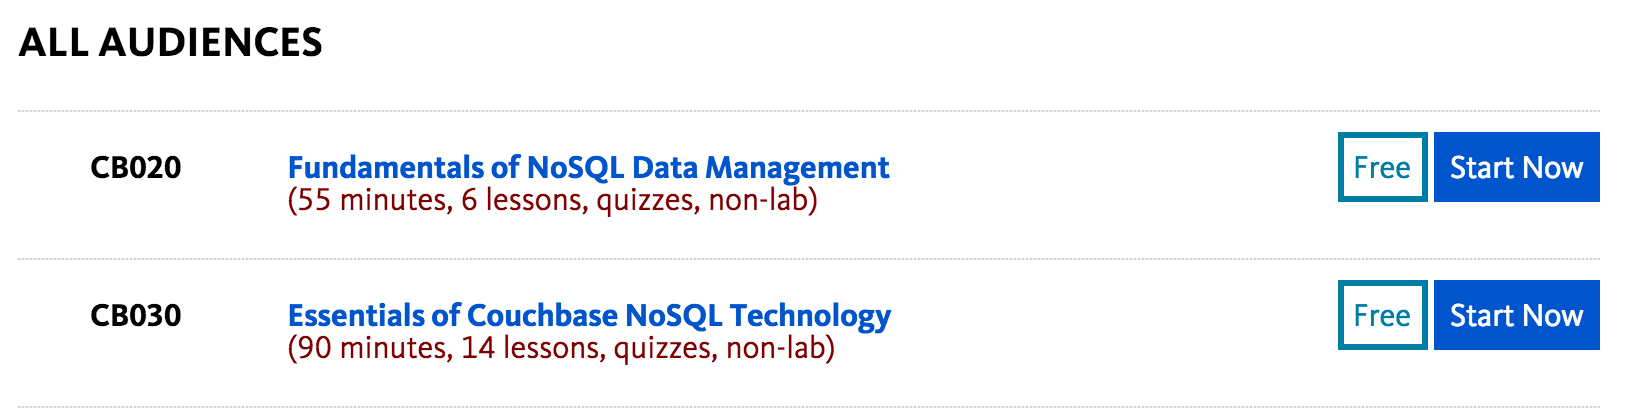 ALL AUDIENCES
CB020
Fundamentals of NoSQL Data Management
(55 minutes, 6 lessons, quizzes, non-lab)
Free
Start Now
CB030
Essentials of Couchbase NoSQL Technology
(90 minutes, 14 lessons, quizzes, non-lab)
Free
Start Now